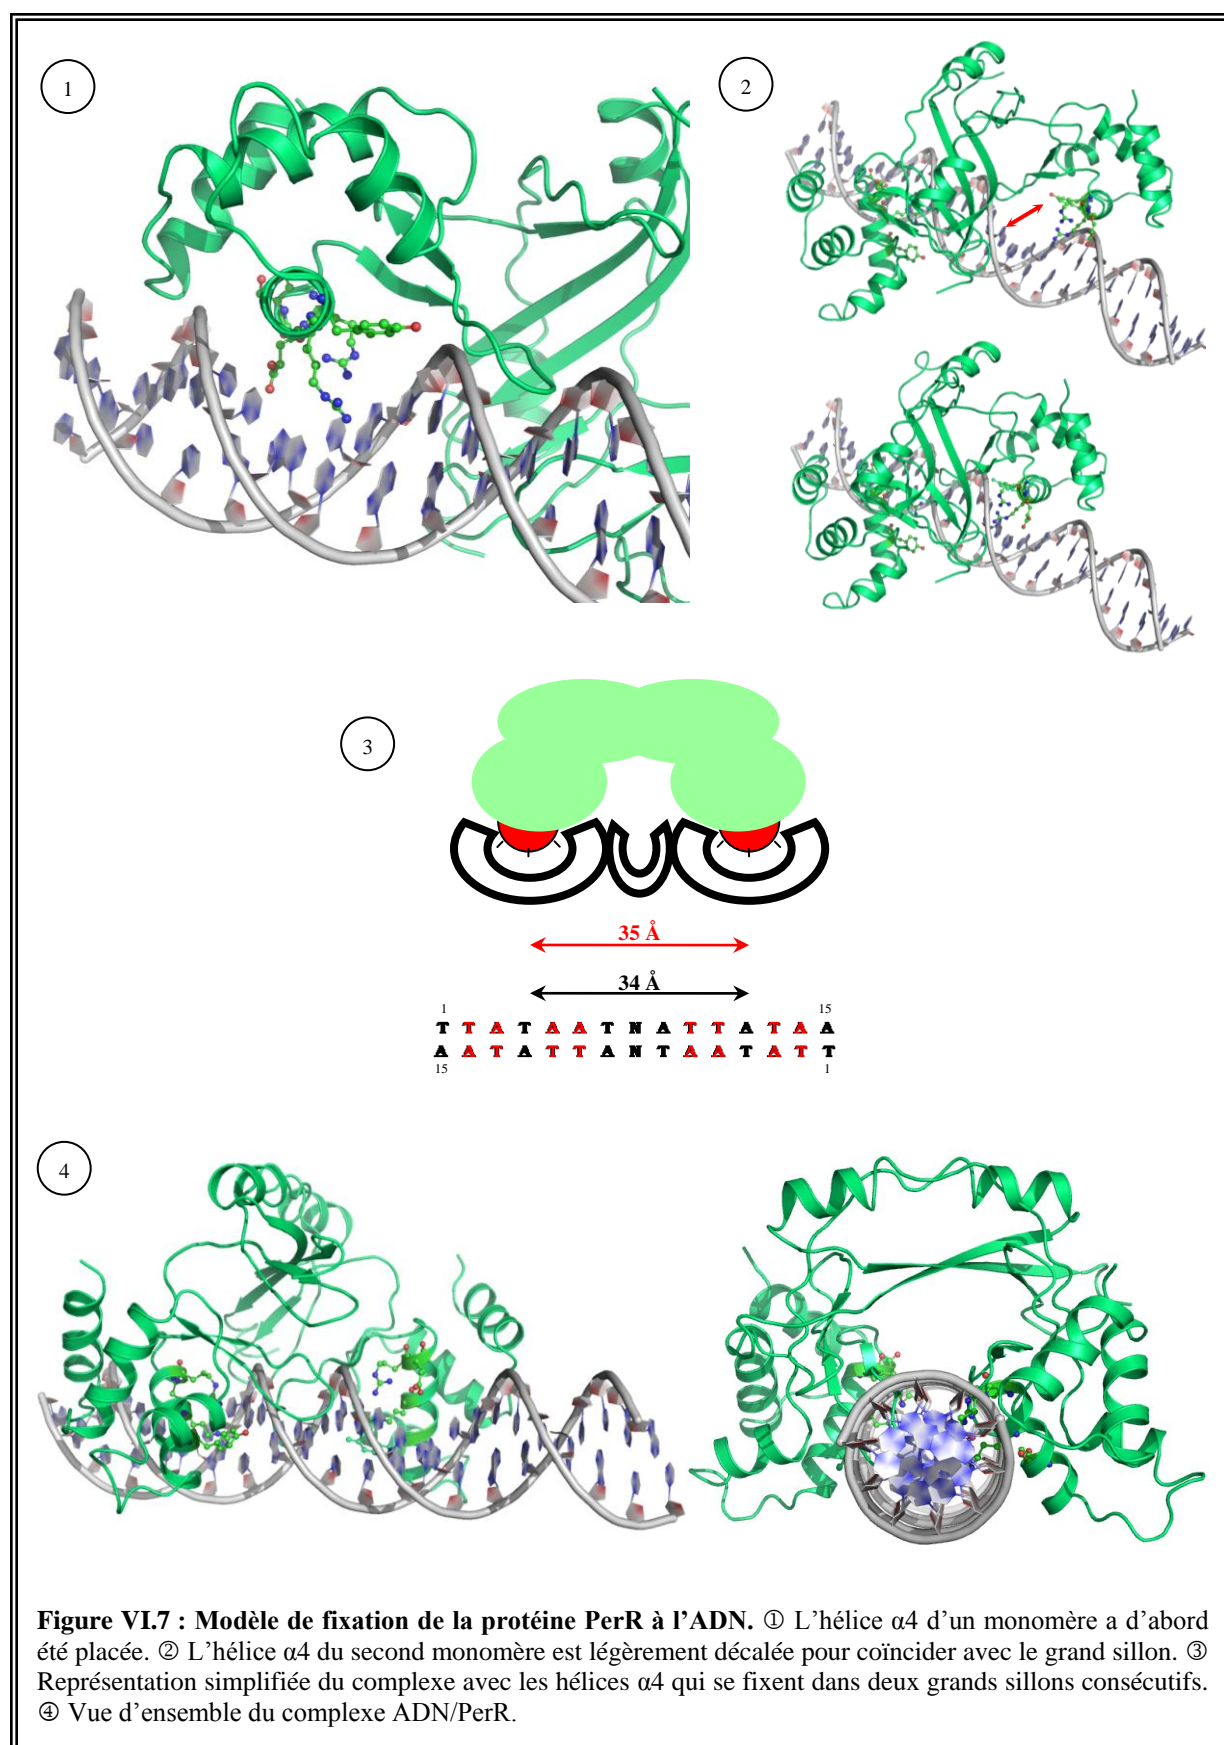 1
2
3
35 Å
34 Å
1 15
T T A T A A T N A T T A T A A
A A T A T T A N T A A T A T T
15 1
4
Figure VI.7 : Modèle de fixation de la protéine PerR à l'ADN. ① L'hélice α4 d'un monomère a d'abord
été placée. ② L'hélice α4 du second monomère est légèrement décalée pour coïncider avec le grand sillon. ③
Représentation simplifiée du complexe avec les hélices α4 qui se fixent dans deux grands sillons consécutifs.
④ Vue d'ensemble du complexe ADN/PerR.